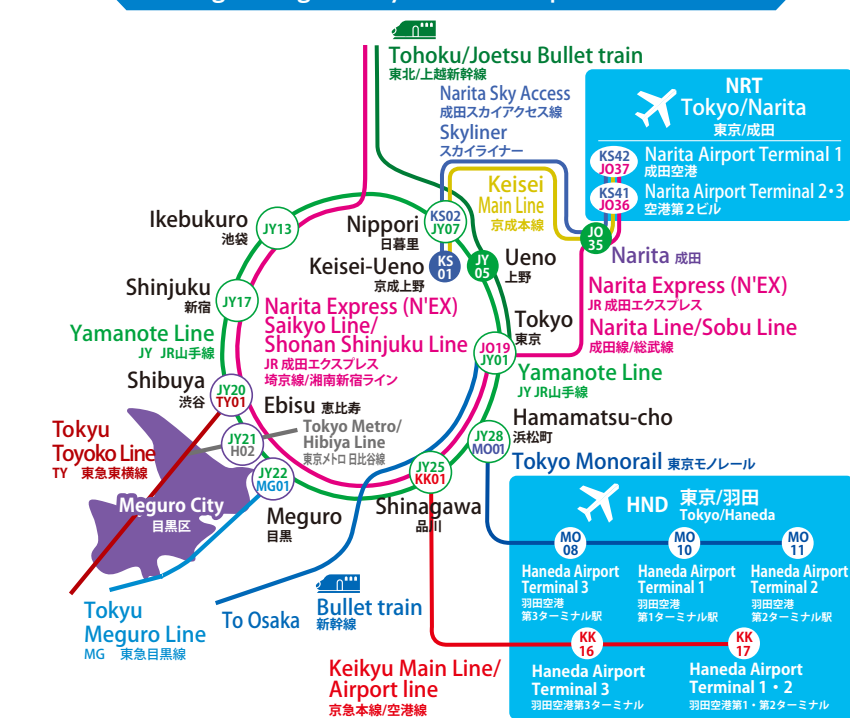 Tohoku/Joetsu Bullet train
東北/上越新幹線
Narita Sky Access
成田スカイアクセス線
Skyliner
スカイライナー
NRT
Tokyo/Narita
東京/成田
KS42
JO37
Narita Airport Terminal 1
成田空港
KS41
JO36
Narita Airport Terminal 2・3
空港第2ビル
Keisei
Main Line
京成本線
JO
35
Narita 成田
Ikebukuro
池袋
JY13
Nippori
日暮里
KS02
JY07
Keisei-Ueno
京成上野
KS
01
JY
05
Ueno
上野
Shinjuku
新宿
JY17
Narita Express (N'EX)
Saikyo Line/
Shonan Shinjuku Line
JR 成田エクスプレス
埼京線/湘南新宿ライン
Narita Express (N'EX)
JR 成田エクスプレス
Narita Line/Sobu Line
成田線/総武線
Tokyo
東京
JO19
JY01
Yamanote Line
JY JR山手線
Yamanote Line
JY JR山手線
Shibuya
渋谷
JY20
TY01
Ebisu 恵比寿
JY21
H02
Tokyo Metro/
Hibiya Line
東京メトロ 日比谷線
Hamamatsu-cho
浜松町
JY28
MO01
Tokyo Monorail 東京モノレール
Tokyu
Toyoko Line
TY 東急東横線
JY22
MG01
Meguro
目黒
JY25
KK01
Shinagawa
品川
Meguro City
目黒区
HND
東京/羽田
Tokyo/Haneda
MO
08
MO
10
MO
11
Haneda Airport
Terminal 3
羽田空港
第3ターミナル駅
Haneda Airport
Terminal 1
羽田空港
第1ターミナル駅
Haneda Airport
Terminal 2
羽田空港
第2ターミナル駅
Tokyu
Meguro Line
MG 東急目黒線
To Osaka
Bullet train
新幹線
Keikyu Main Line/
Airport line
京急本線/空港線
KK
16
KK
17
Haneda Airport
Terminal 3
羽田空港第3ターミナル
Haneda Airport
Terminal 1・2
羽田空港第1・第2ターミナル